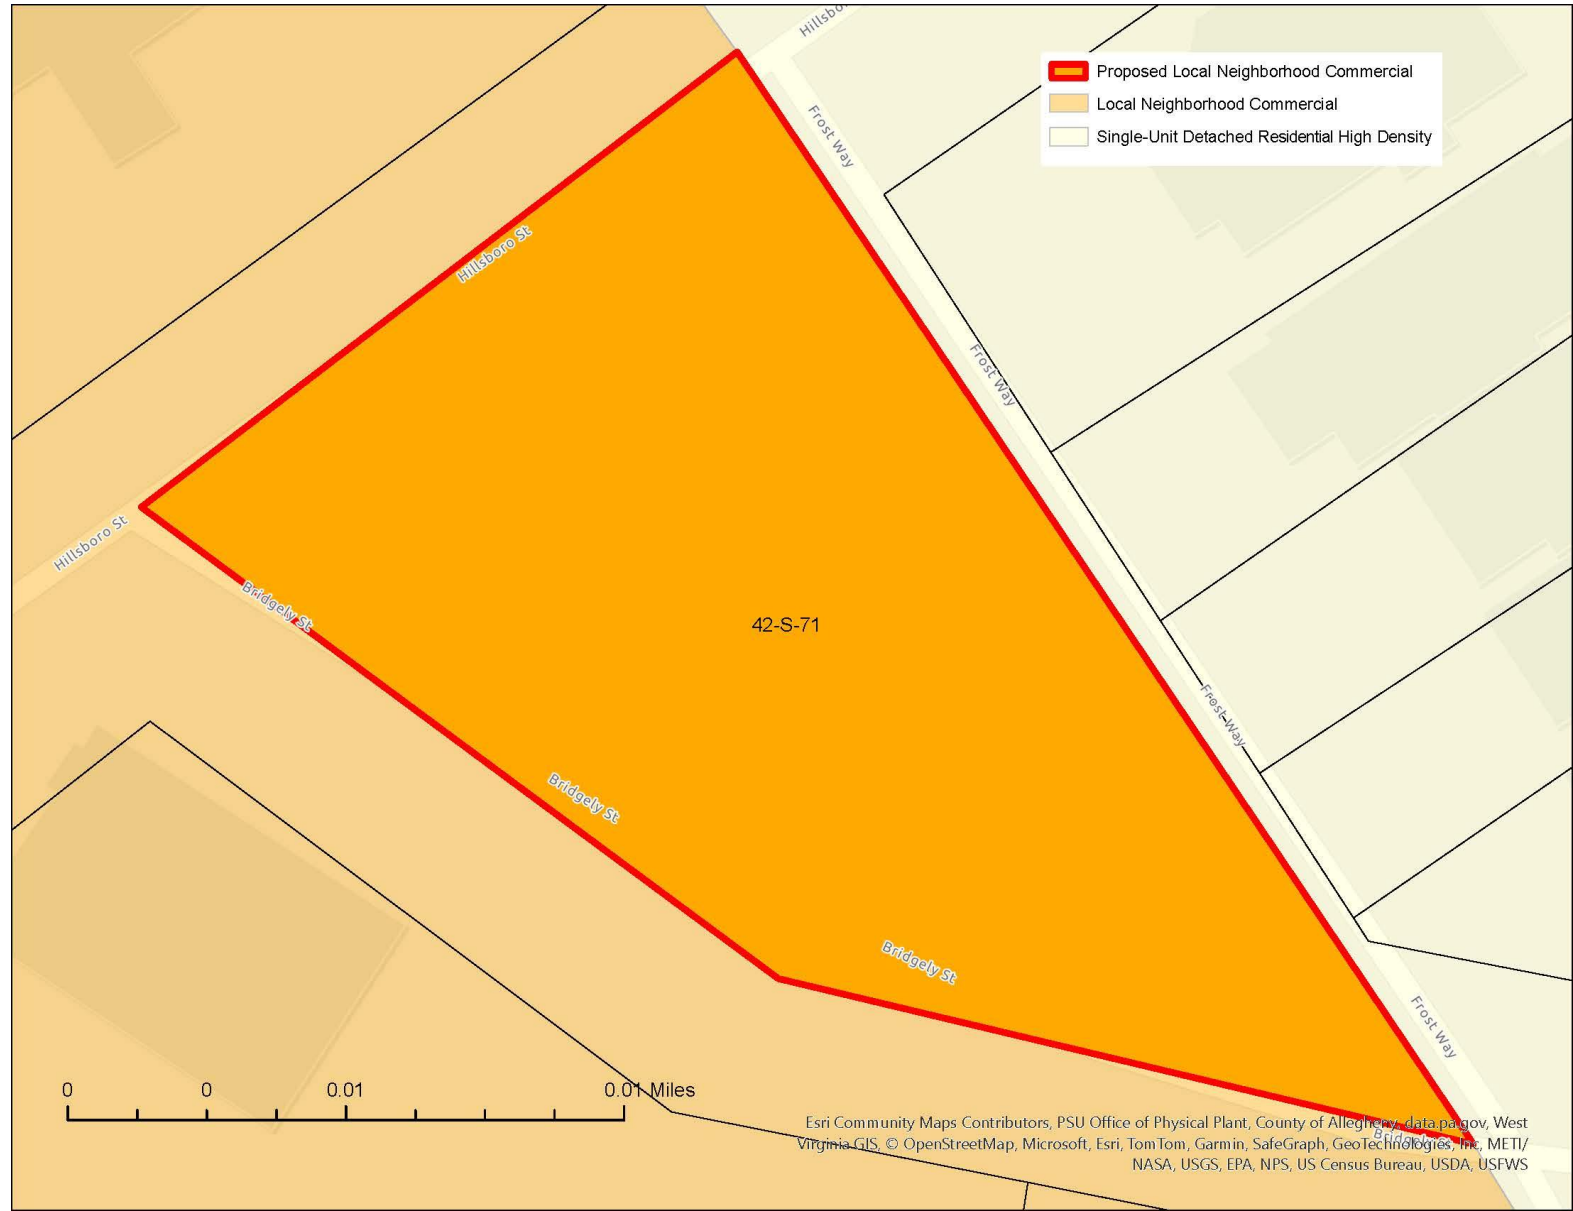 Hillsbo
Proposed Local Neighborhood Commercial
Local Neighborhood Commercial
Single-Unit Detached Residential High Density
Frost Way
Hillsboro St
Frost Way
Hillsboro St
Bridgely St
42-S-71
Frost Way
Bridgely St
Bridgely St
Frost Way
0 0 0.01 0.01 Miles
Esri Community Maps Contributors, PSU Office of Physical Plant, County of Allegheny, data.pa.gov, West
Virginia GIS, © OpenStreetMap, Microsoft, Esri, TomTom, Garmin, SafeGraph, GeoTechnologies, Inc, METI/
NASA, USGS, EPA, NPS, US Census Bureau, USDA, USFWS
Bridgely St